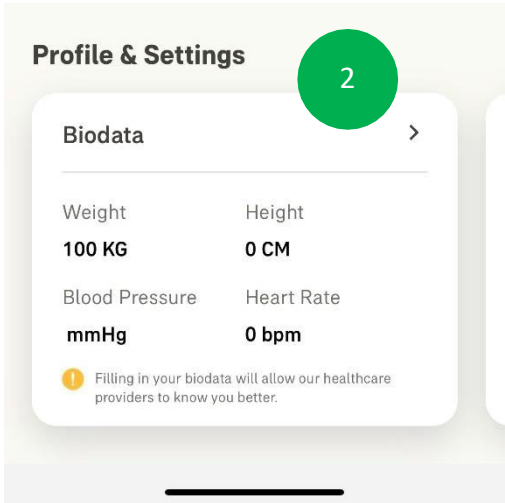 Profile & Settings
2
Biodata
Weight Height
100 KG 0 CM
Blood Pressure Heart Rate
mmHg 0 bpm
Filling in your biodata will allow our healthcare
providers to know you better.